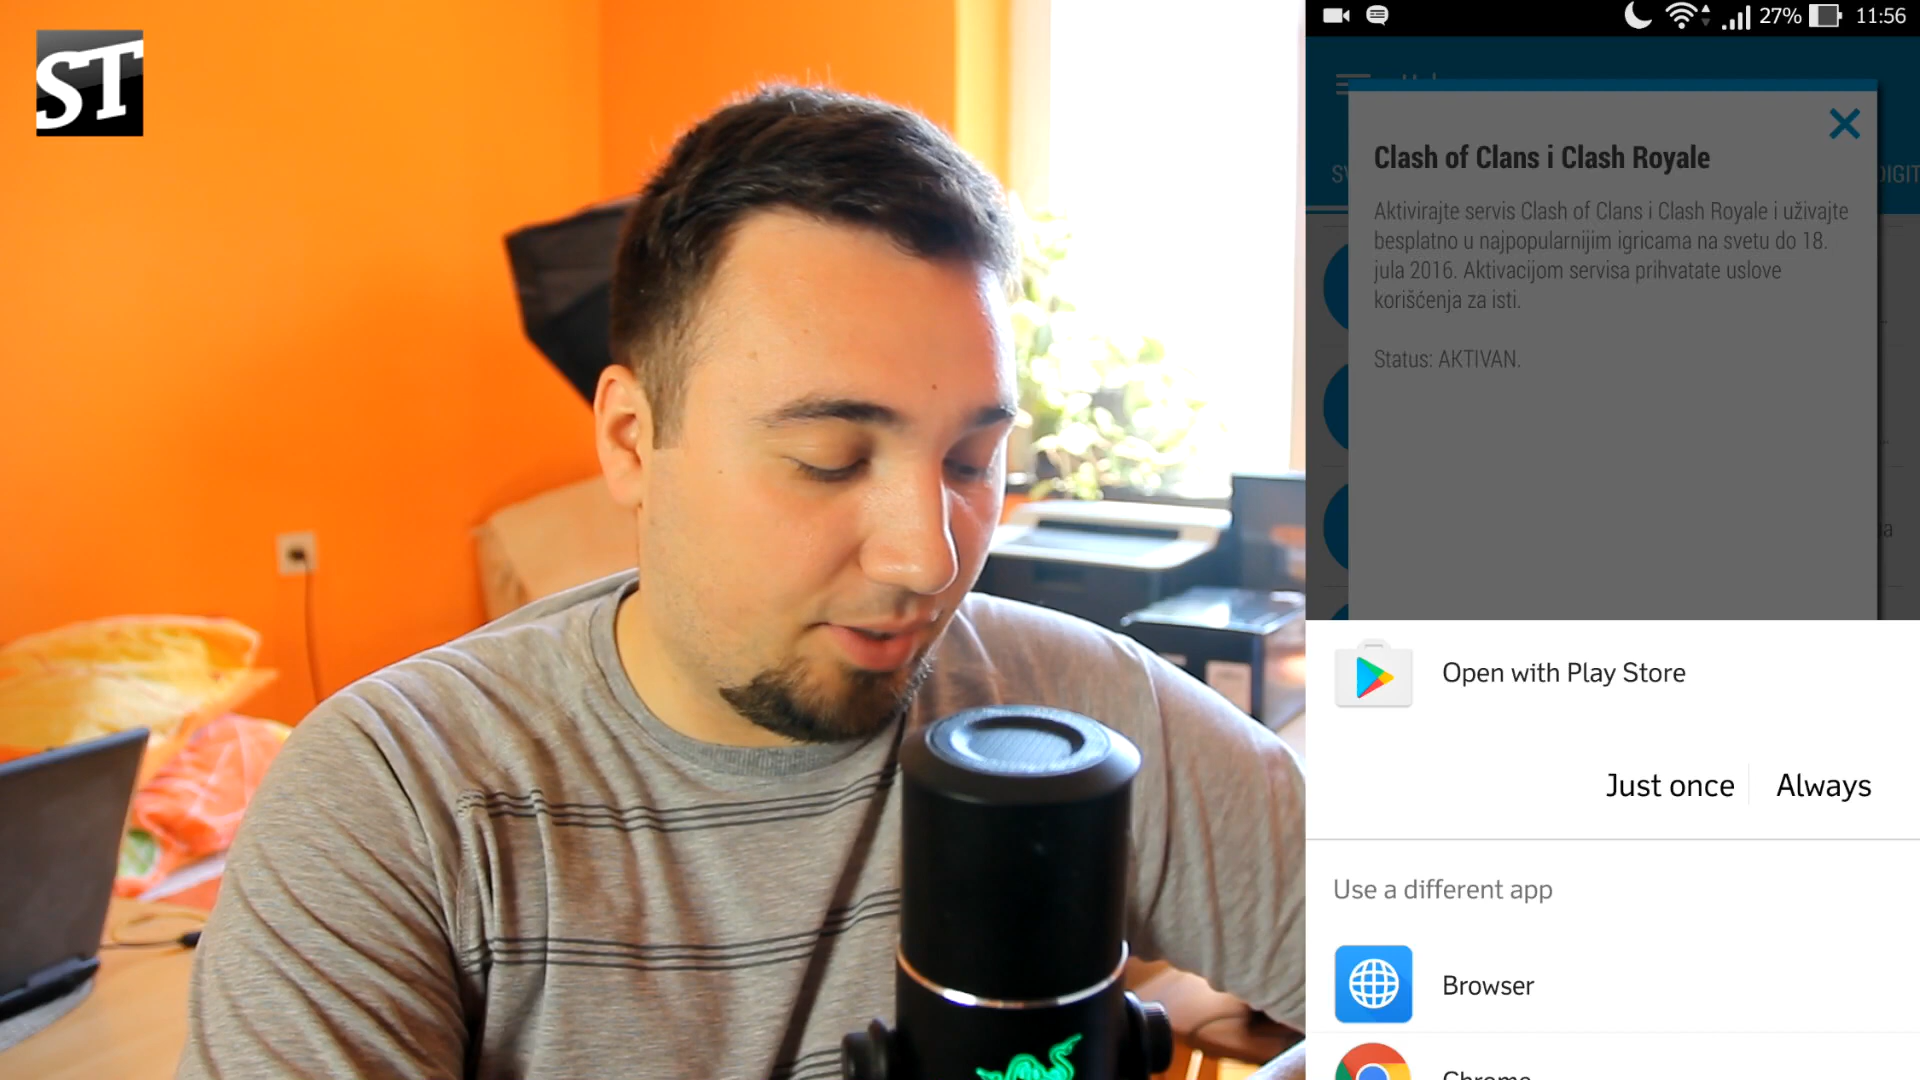 ST
27% 11:56
Clash of Clans i Clash Royale
Aktivirajte servis Clash of Clans i Clash Royale i uživajte
besplatno u najpopularnijim igricama na svetu do 18.
jula 2016. Aktivacijom servisa prihvatate uslove
korišćenja za isti.
Status: AKTIVAN.
Open with Play Store
Just once
Always
Use a different app
Browser